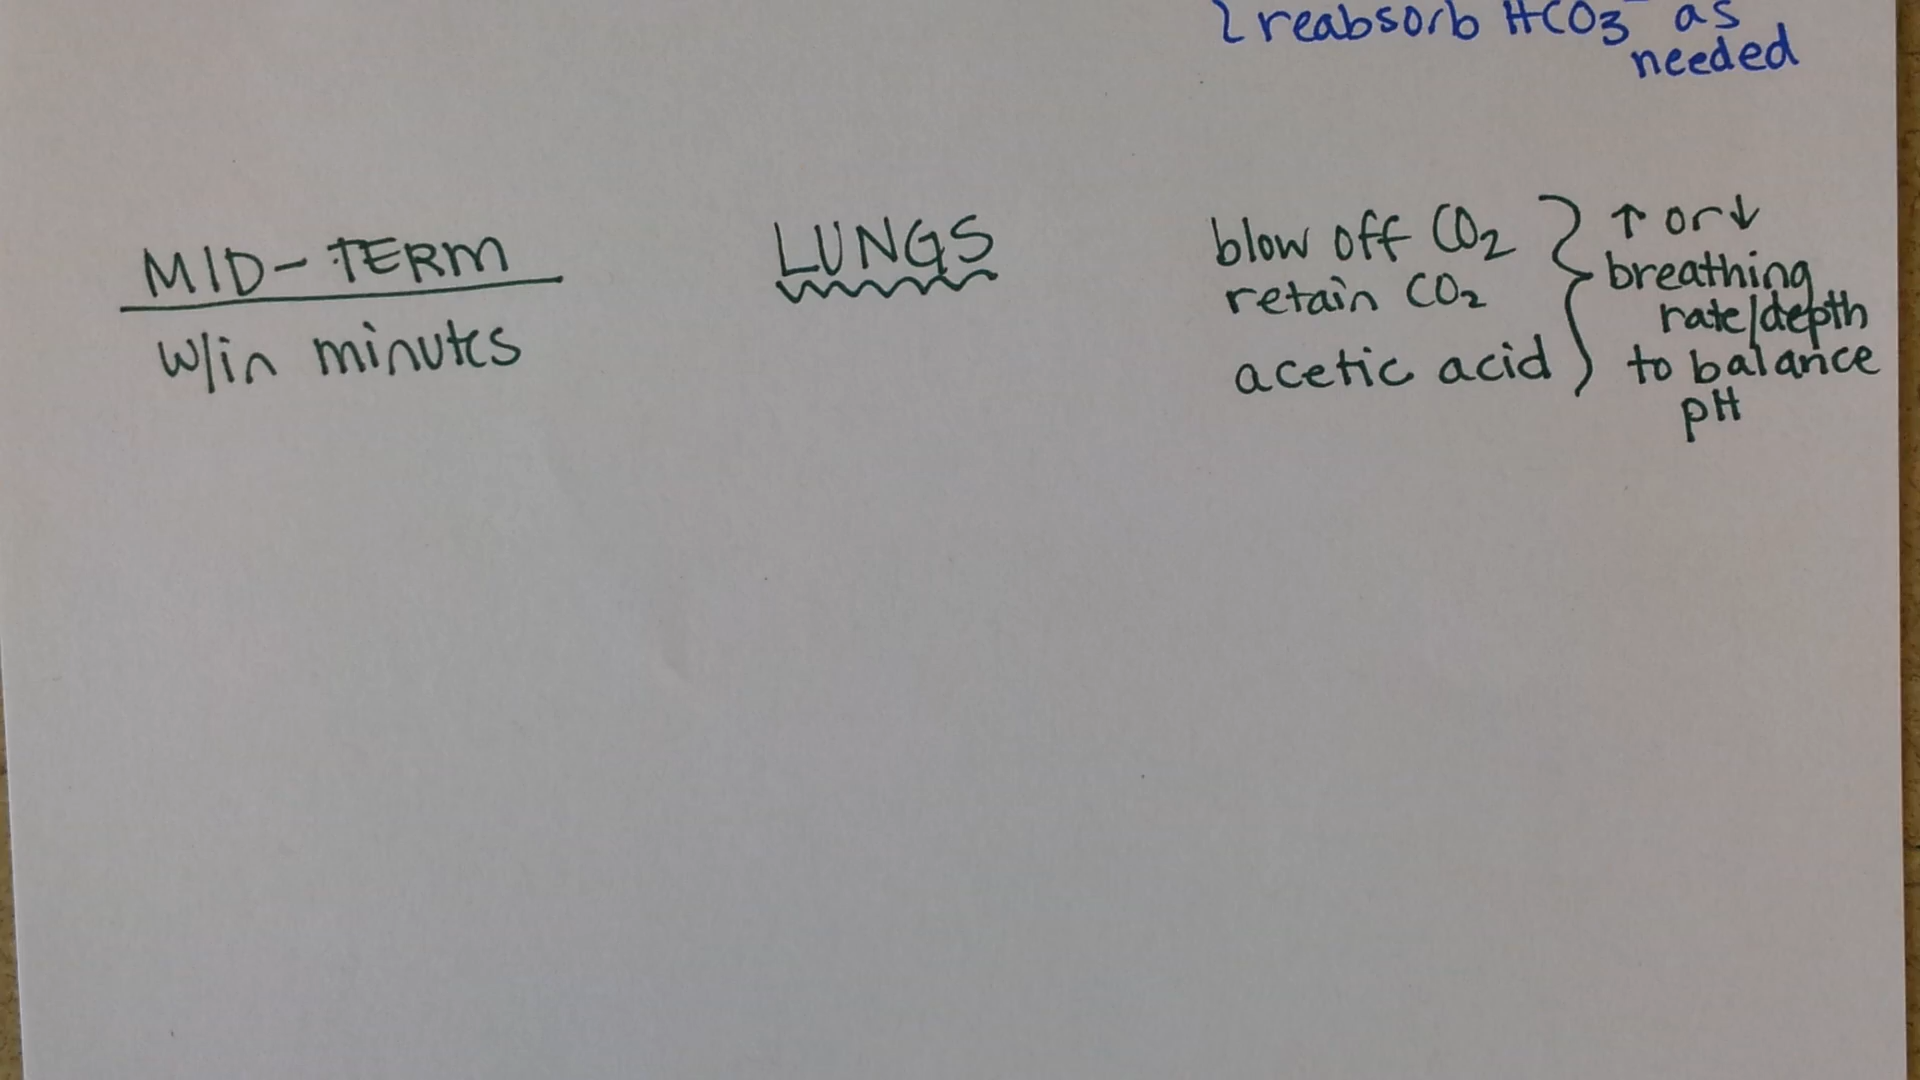 reabsorb HCO3⁻ as
needed
MID-TERM
w/in minutes
LUNGS
blow off CO2
retain CO2
acetic acid
↑ or ↓
breathing
rate/depth
to balance
pH